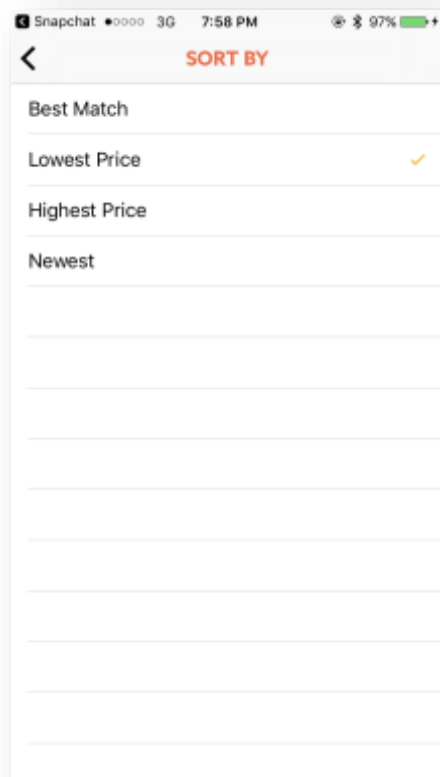 Snapchat 3G 7:58 PM 97%
SORT BY
Best Match
Lowest Price
Highest Price
Newest